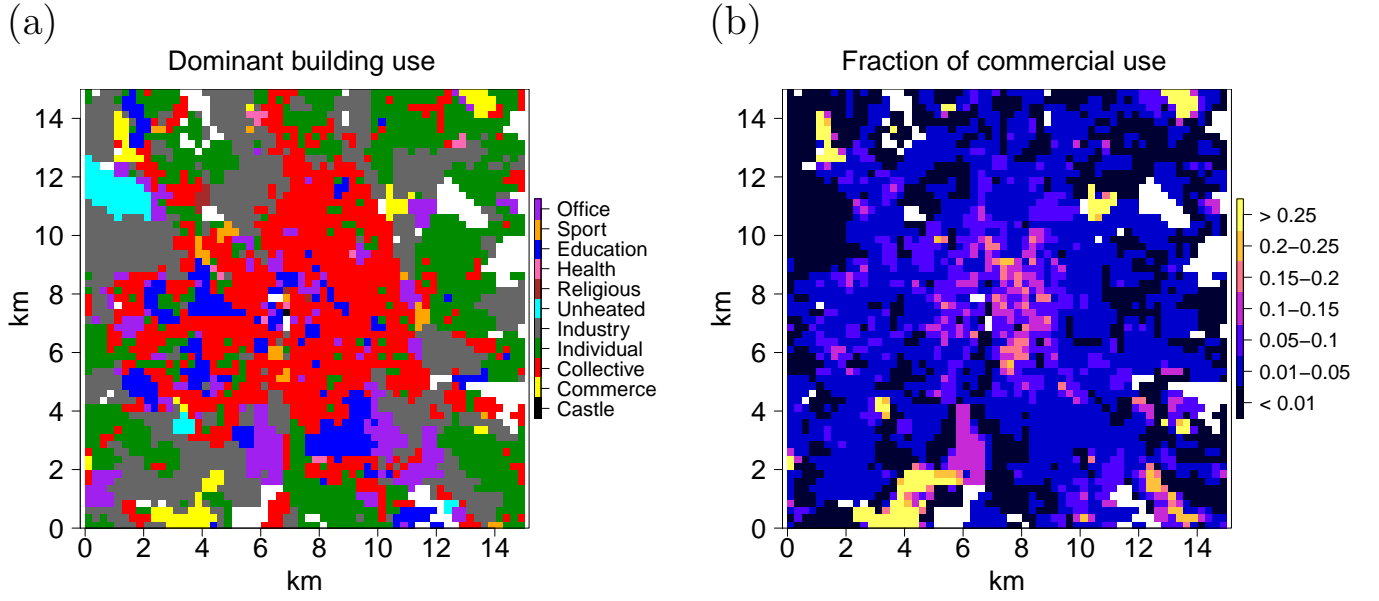 (a)
Dominant building use
14
12
10
8
6
4
2
0
km
0 2 4 6 8 10 12 14
km
Office
Sport
Education
Health
Religious
Unheated
Industry
Individual
Collective
Commerce
Castle
(b)
Fraction of commercial use
14
12
10
8
6
4
2
0
km
0 2 4 6 8 10 12 14
km
> 0.25
0.2−0.25
0.15−0.2
0.1−0.15
0.05−0.1
0.01−0.05
< 0.01